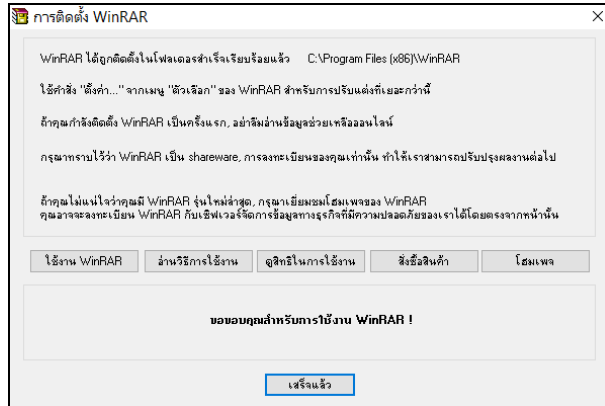 การติดตั้ง WinRAR
WinRAR ได้ถูกติดตั้งในโฟลเดอร์สำเร็จเรียบร้อยแล้ว C:\Program Files (x86)\WinRAR
ใช้คำสั่ง "ตั้งค่า..." จากเมนู "ตัวเลือก" ของ WinRAR สำหรับการปรับแต่งที่เยอะกว่านี้
ถ้าคุณกำลังติดตั้ง WinRAR เป็นครั้งแรก, อย่าลืมอ่านข้อมูลช่วยเหลือออนไลน์
กรุณาทราบไว้ว่า WinRAR เป็น shareware, การลงทะเบียนของคุณเท่านั้น ทำให้เราสามารถปรับปรุงผลงานต่อไป
ถ้าคุณไม่แน่ใจว่าคุณมี WinRAR รุ่นใหม่ล่าสุด, กรุณาเยี่ยมชมโฮมเพจของ WinRAR
คุณอาจจะลงทะเบียน WinRAR กับเซิฟเวอร์จัดการข้อมูลทางธุรกิจที่มีความปลอดภัยของเราได้โดยตรงจากหน้านั้น
ใช้งาน WinRAR อ่านวิธีการใช้งาน ดูสิทธิในการใช้งาน สั่งซื้อสินค้า โฮมเพจ
ขอขอบคุณสำหรับการใช้งาน WinRAR !
เสร็จแล้ว